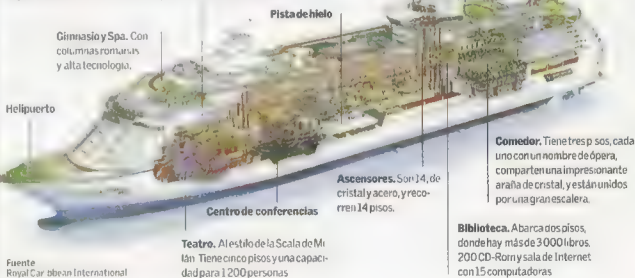 Pista de hielo
Gimnasio y Spa. Con
columnas romanas
y alta tecnología.
Helipuerto
Comedor. Tiene tres pisos, cada
uno con un nombre de ópera,
comparten una impresionante
araña de cristal, y están unidos
por una gran escalera.
Ascensores. Son 14, de
cristal y acero, y reco-
rren 14 pisos.
Centro de conferencias
Biblioteca. Abarca dos pisos,
donde hay más de 3 000 libros.
200 CD-Rom y sala de Internet
con 15 computadoras
Teatro. Al estilo de la Scala de Mi
lán Tiene cinco pisos y una capaci-
dad para 1 200 personas
Fuente
Royal Caribbean International